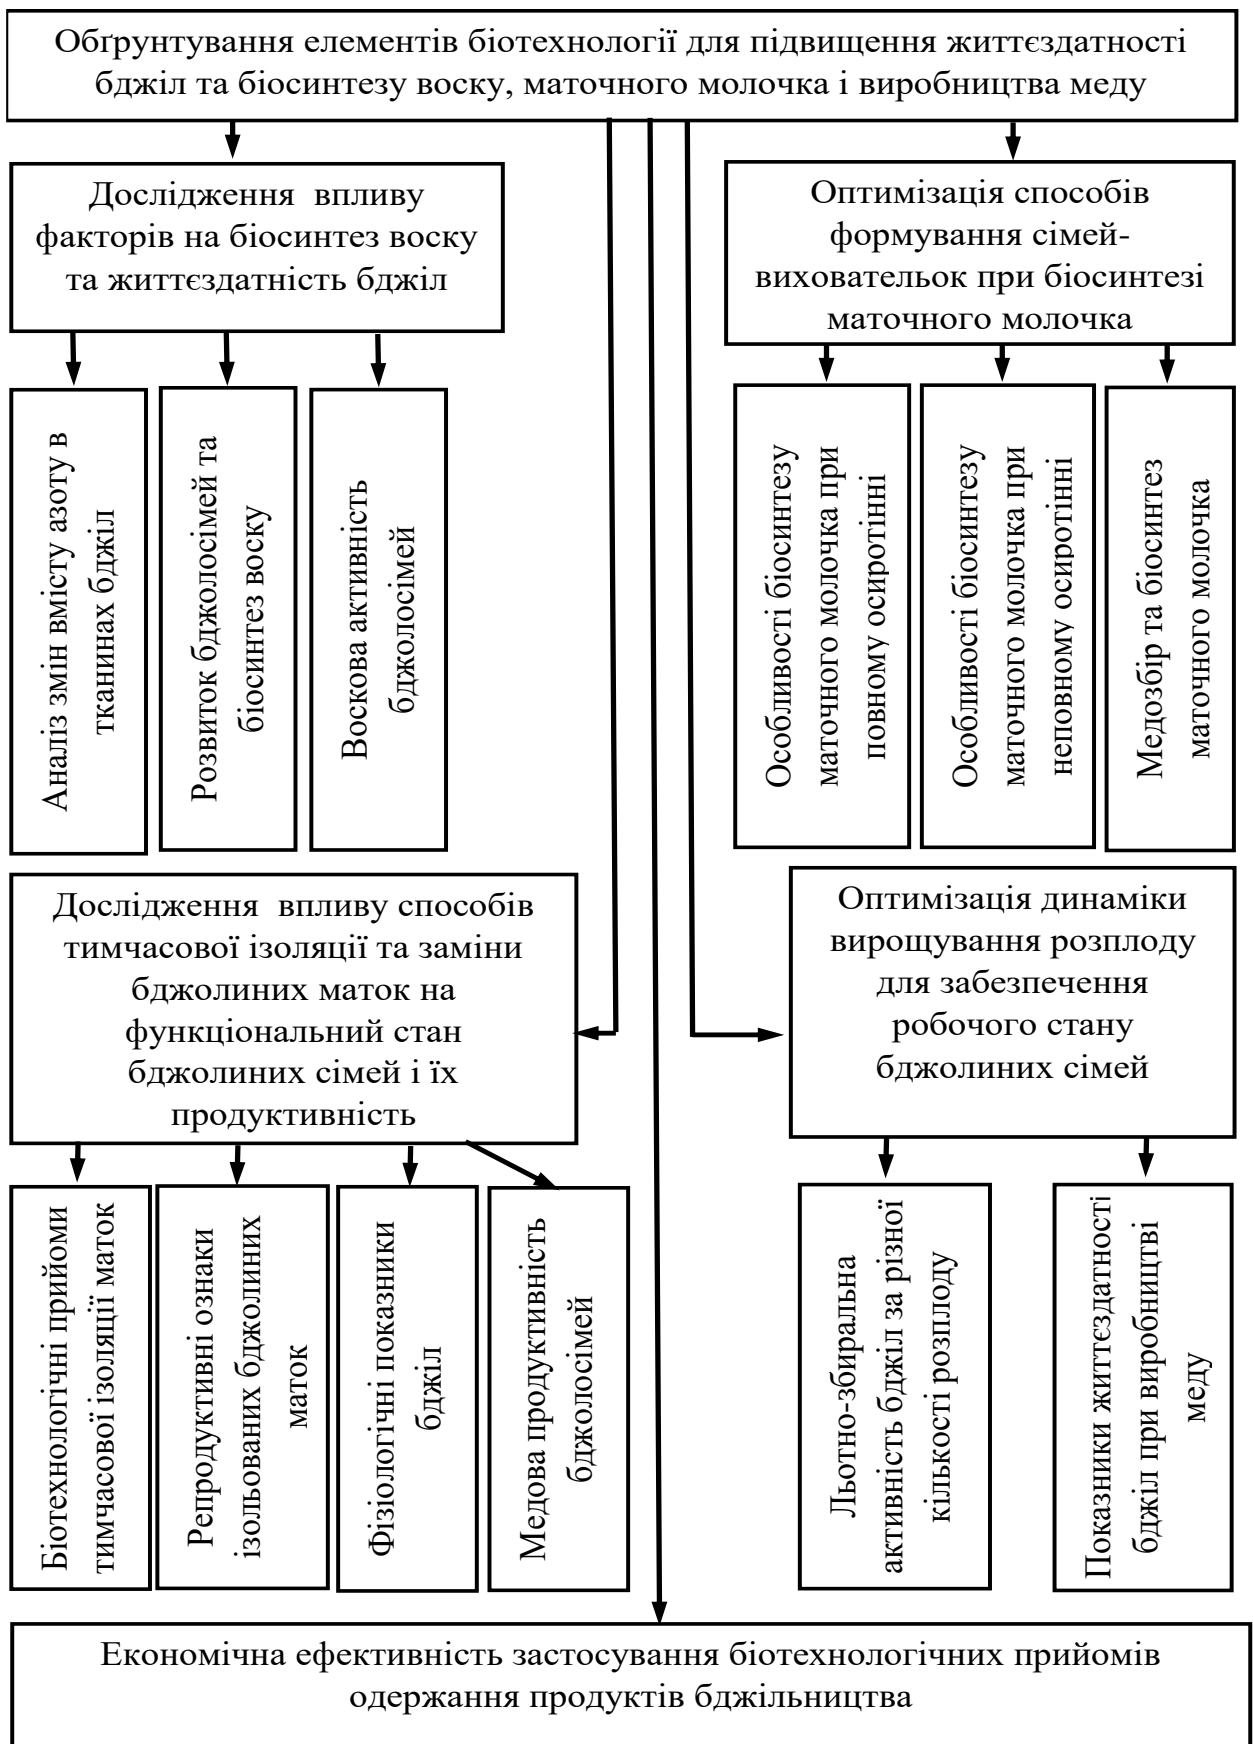 Обґрунтування елементів біотехнології для підвищення життєздатності
бджіл та біосинтезу воску, маточного молочка і виробництва меду
Дослідження впливу
факторів на біосинтез воску
та життєздатність бджіл
Оптимізація способів
формування сімей-
виховательок при біосинтезі
маточного молочка
Аналіз змін вмісту азоту в
тканинах бджіл
Розвиток бджолосімей та
біосинтез воску
Воскова активність
бджолосімей
Особливості біосинтезу
маточного молочка при
повному осиротінні
Особливості біосинтезу
маточного молочка при
неповному осиротінні
Медозбір та біосинтез
маточного молочка
Дослідження впливу способів
тимчасової ізоляції та заміни
бджолиних маток на
функціональний стан
бджолиних сімей і їх
продуктивність
Оптимізація динаміки
вирощування розплоду
для забезпечення
робочого стану
бджолиних сімей
Біотехнологічні прийоми
тимчасової ізоляції маток
Репродуктивні ознаки
ізольованих бджолиних
маток
Фізіологічні показники
бджіл
Медова продуктивність
бджолосімей
Льотно-збиральна
активність бджіл за різної
кількості розплоду
Показники життєздатності
бджіл при виробництві
меду
Економічна ефективність застосування біотехнологічних прийомів
одержання продуктів бджільництва